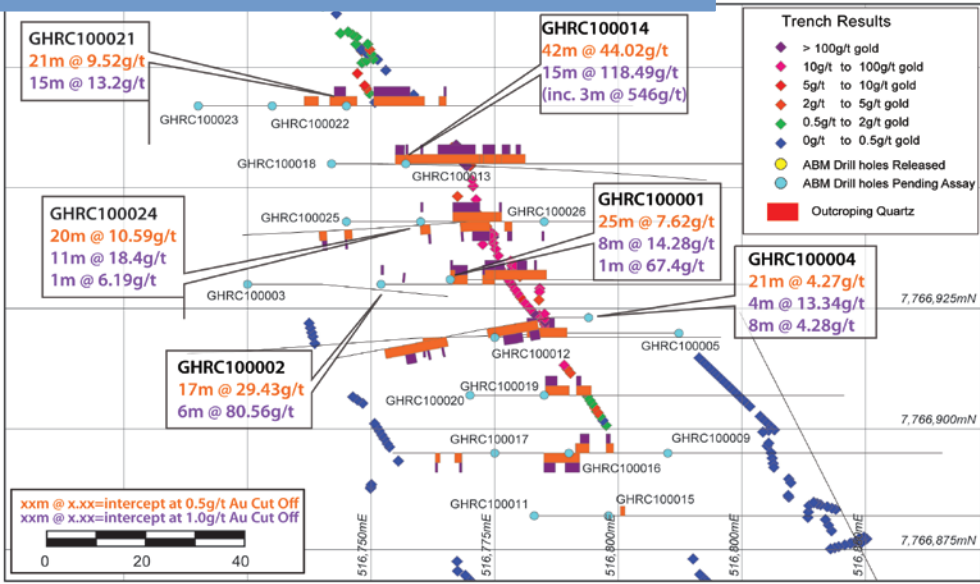 GHRC100021
21m @ 9.52g/t
15m @ 13.2g/t
GHRC100014
42m @ 44.02g/t
15m @ 118.49g/t
(inc. 3m @ 546g/t)
Trench Results
> 100g/t gold
10g/t to 100g/t gold
5g/t to 10g/t gold
2g/t to 5g/t gold
0.5g/t to 2g/t gold
0g/t to 0.5g/t gold
ABM Drill holes Released
ABM Drill holes Pending Assay
Outcroping Quartz
GHRC100023
GHRC100022
GHRC100018
GHRC100013
GHRC100024
20m @ 10.59g/t
11m @ 18.4g/t
1m @ 6.19g/t
GHRC100025
GHRC100026
GHRC100001
25m @ 7.62g/t
8m @ 14.28g/t
1m @ 67.4g/t
GHRC100004
21m @ 4.27g/t
4m @ 13.34g/t
8m @ 4.28g/t
GHRC100003
7,766,925mN
GHRC100002
17m @ 29.43g/t
6m @ 80.56g/t
GHRC100012
GHRC100005
GHRC100019
GHRC100020
7,766,900mN
GHRC100017
GHRC100009
GHRC100016
GHRC100011
GHRC100015
xxm @ x.xx=intercept at 0.5g/t Au Cut Off
xxm @ x.xx=intercept at 1.0g/t Au Cut Off
0 20 40
516,750mE
516,775mE
516,800mE
516,800mE
7,766,875mN